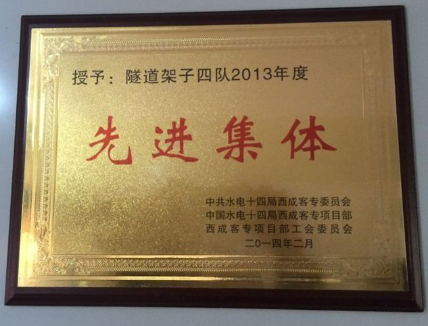 授予：隧道架子四队2013年度
先进集体
中共水电十四局西成客专委员会
中国水电十四局西成客专项目部
西成客专项目部工会委员会
二〇一四年二月